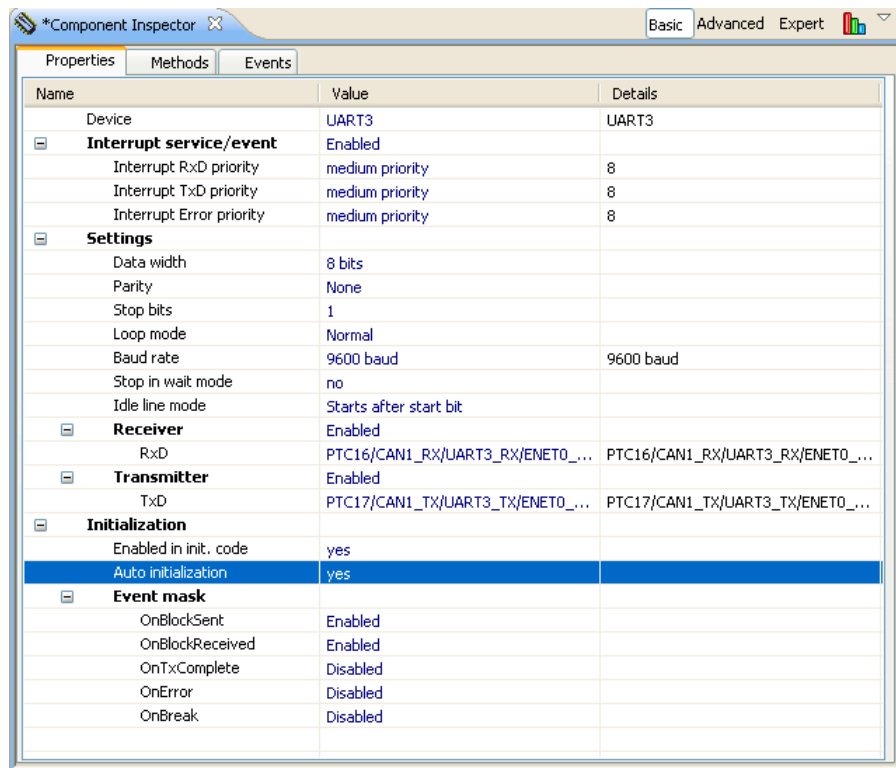 *Component Inspector Basic Advanced Expert
Properties Methods Events
Name Value Details
Device UART3 UART3
Interrupt service/event Enabled
Interrupt RxD priority medium priority 8
Interrupt TxD priority medium priority 8
Interrupt Error priority medium priority 8
Settings
Data width 8 bits
Parity None
Stop bits 1
Loop mode Normal
Baud rate 9600 baud 9600 baud
Stop in wait mode no
Idle line mode Starts after start bit
Receiver Enabled
RxD PTC16/CAN1_RX/UART3_RX/ENET0_... PTC16/CAN1_RX/UART3_RX/ENET0_...
Transmitter Enabled
TxD PTC17/CAN1_TX/UART3_TX/ENET0_... PTC17/CAN1_TX/UART3_TX/ENET0_...
Initialization
Enabled in init. code yes
Auto initialization yes
Event mask
OnBlockSent Enabled
OnBlockReceived Enabled
OnTxComplete Disabled
OnError Disabled
OnBreak Disabled